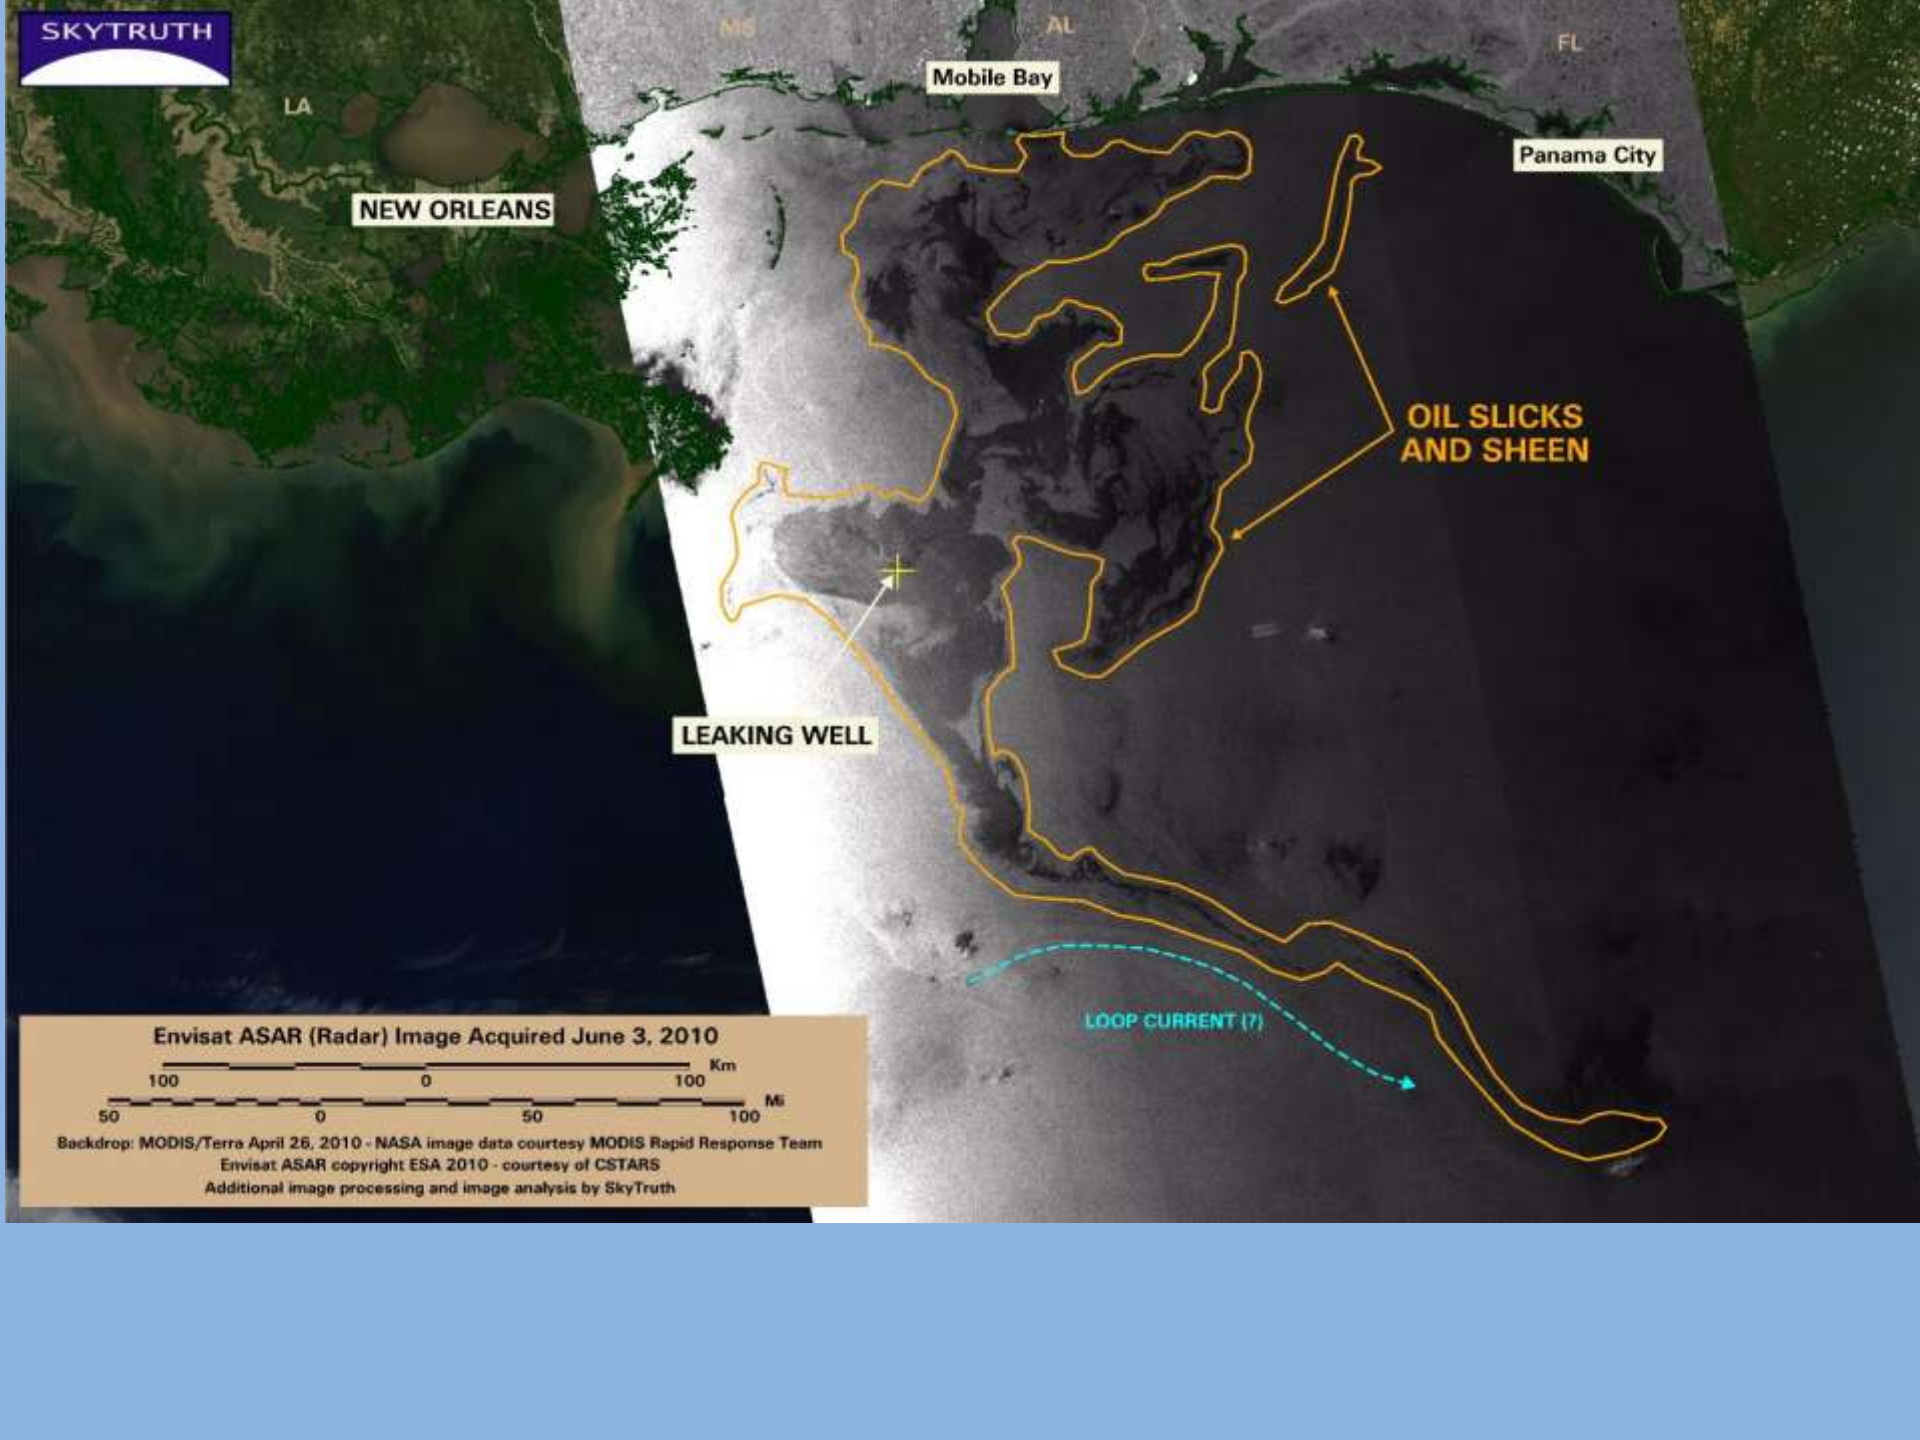 SKYTRUTH
MS
AL
FL
Mobile Bay
LA
Panama City
NEW ORLEANS
OIL SLICKS
AND SHEEN
LEAKING WELL
LOOP CURRENT (?)
Envisat ASAR (Radar) Image Acquired June 3, 2010
Km
100 0 100
Mi
50 0 50 100
Backdrop: MODIS/Terra April 26, 2010 - NASA image data courtesy MODIS Rapid Response Team
Envisat ASAR copyright ESA 2010 - courtesy of CSTARS
Additional image processing and image analysis by SkyTruth